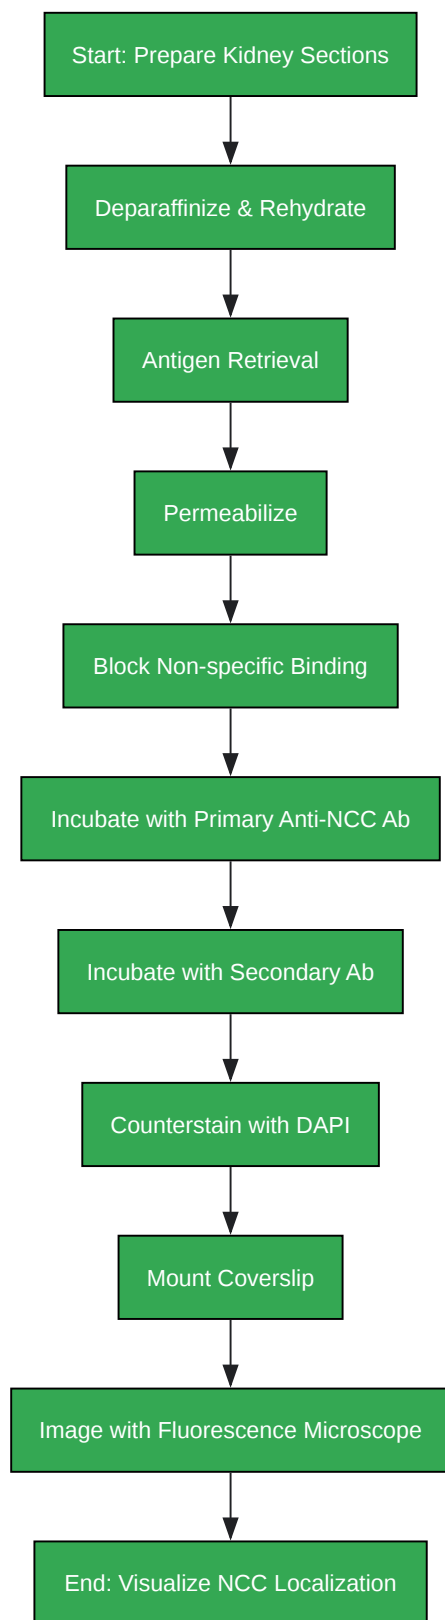 Start: Prepare Kidney Sections
Deparaffinize & Rehydrate
Antigen Retrieval
Permeabilize
Block Non-specific Binding
Incubate with Primary Anti-NCC Ab
Incubate with Secondary Ab
Counterstain with DAPI
Mount Coverslip
Image with Fluorescence Microscope
End: Visualize NCC Localization